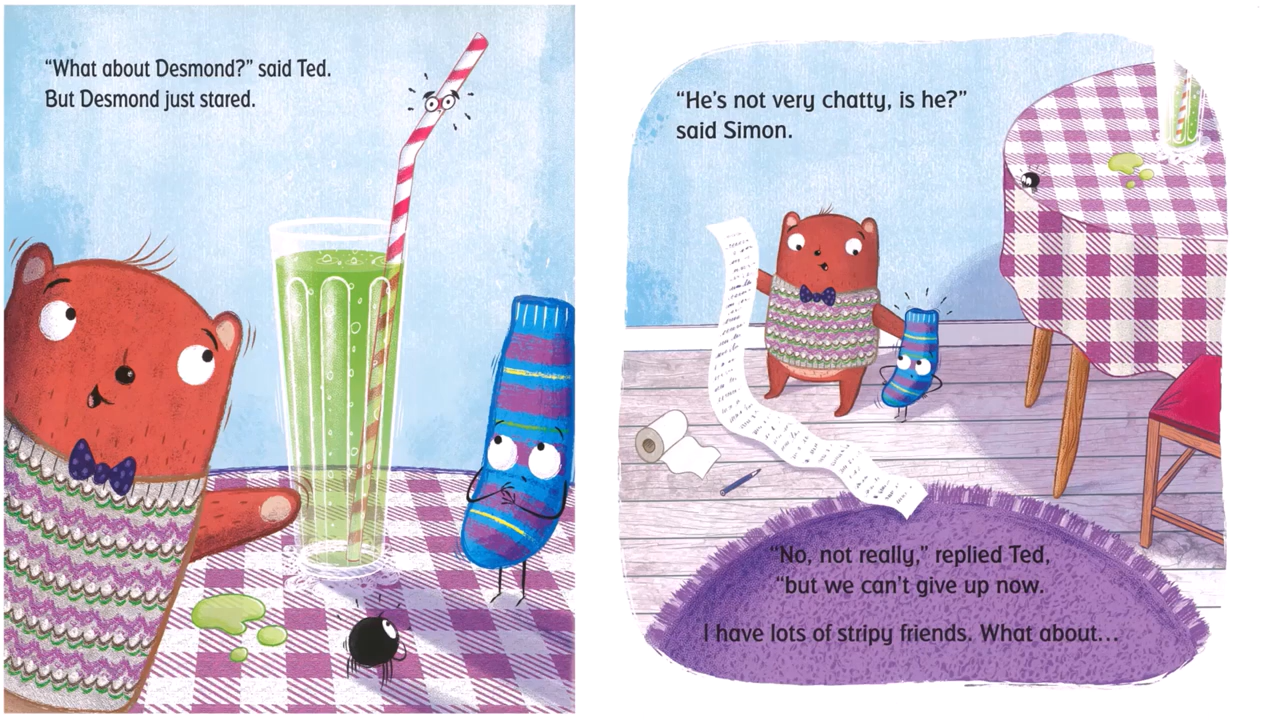 “What about Desmond?” said Ted.
But Desmond just stared.
“He’s not very chatty, is he?”
said Simon.
“No, not really,” replied Ted,
“but we can’t give up now.
I have lots of stripy friends. What about…